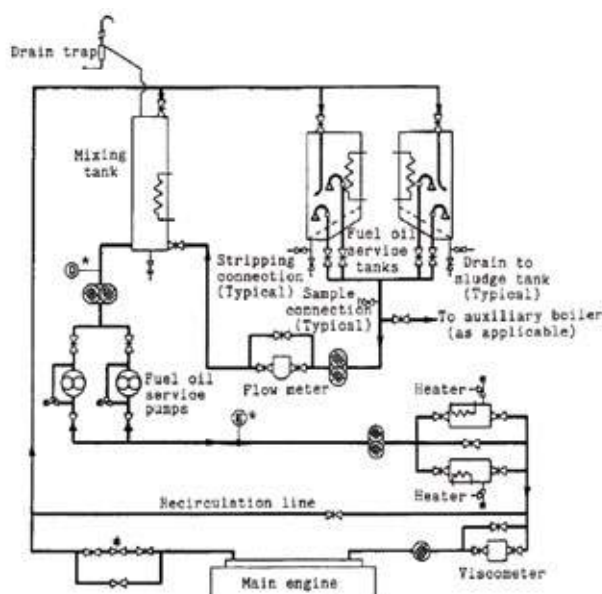 Drain trap
Mixing
tank
Fuel oil
service
tanks
Stripping
connection
(Typical)
Drain to
sludge tank
(Typical)
Sample
connection
(Typical)
To auxiliary boiler
(as applicable)
Flow meter
Fuel oil
service
pumps
Heater
Heater
Recirculation line
Viscometer
Main engine